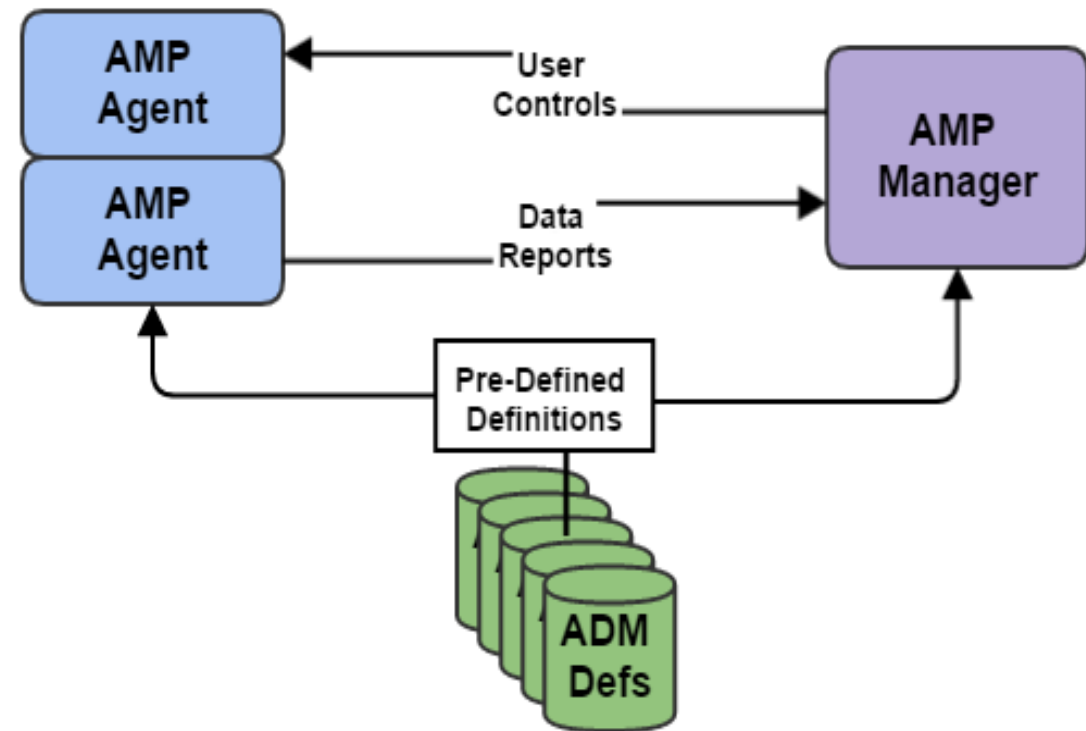 AMP
Agent
User
Controls
AMP
Manager
AMP
Agent
Data
Reports
Pre-Defined
Definitions
ADM
Defs